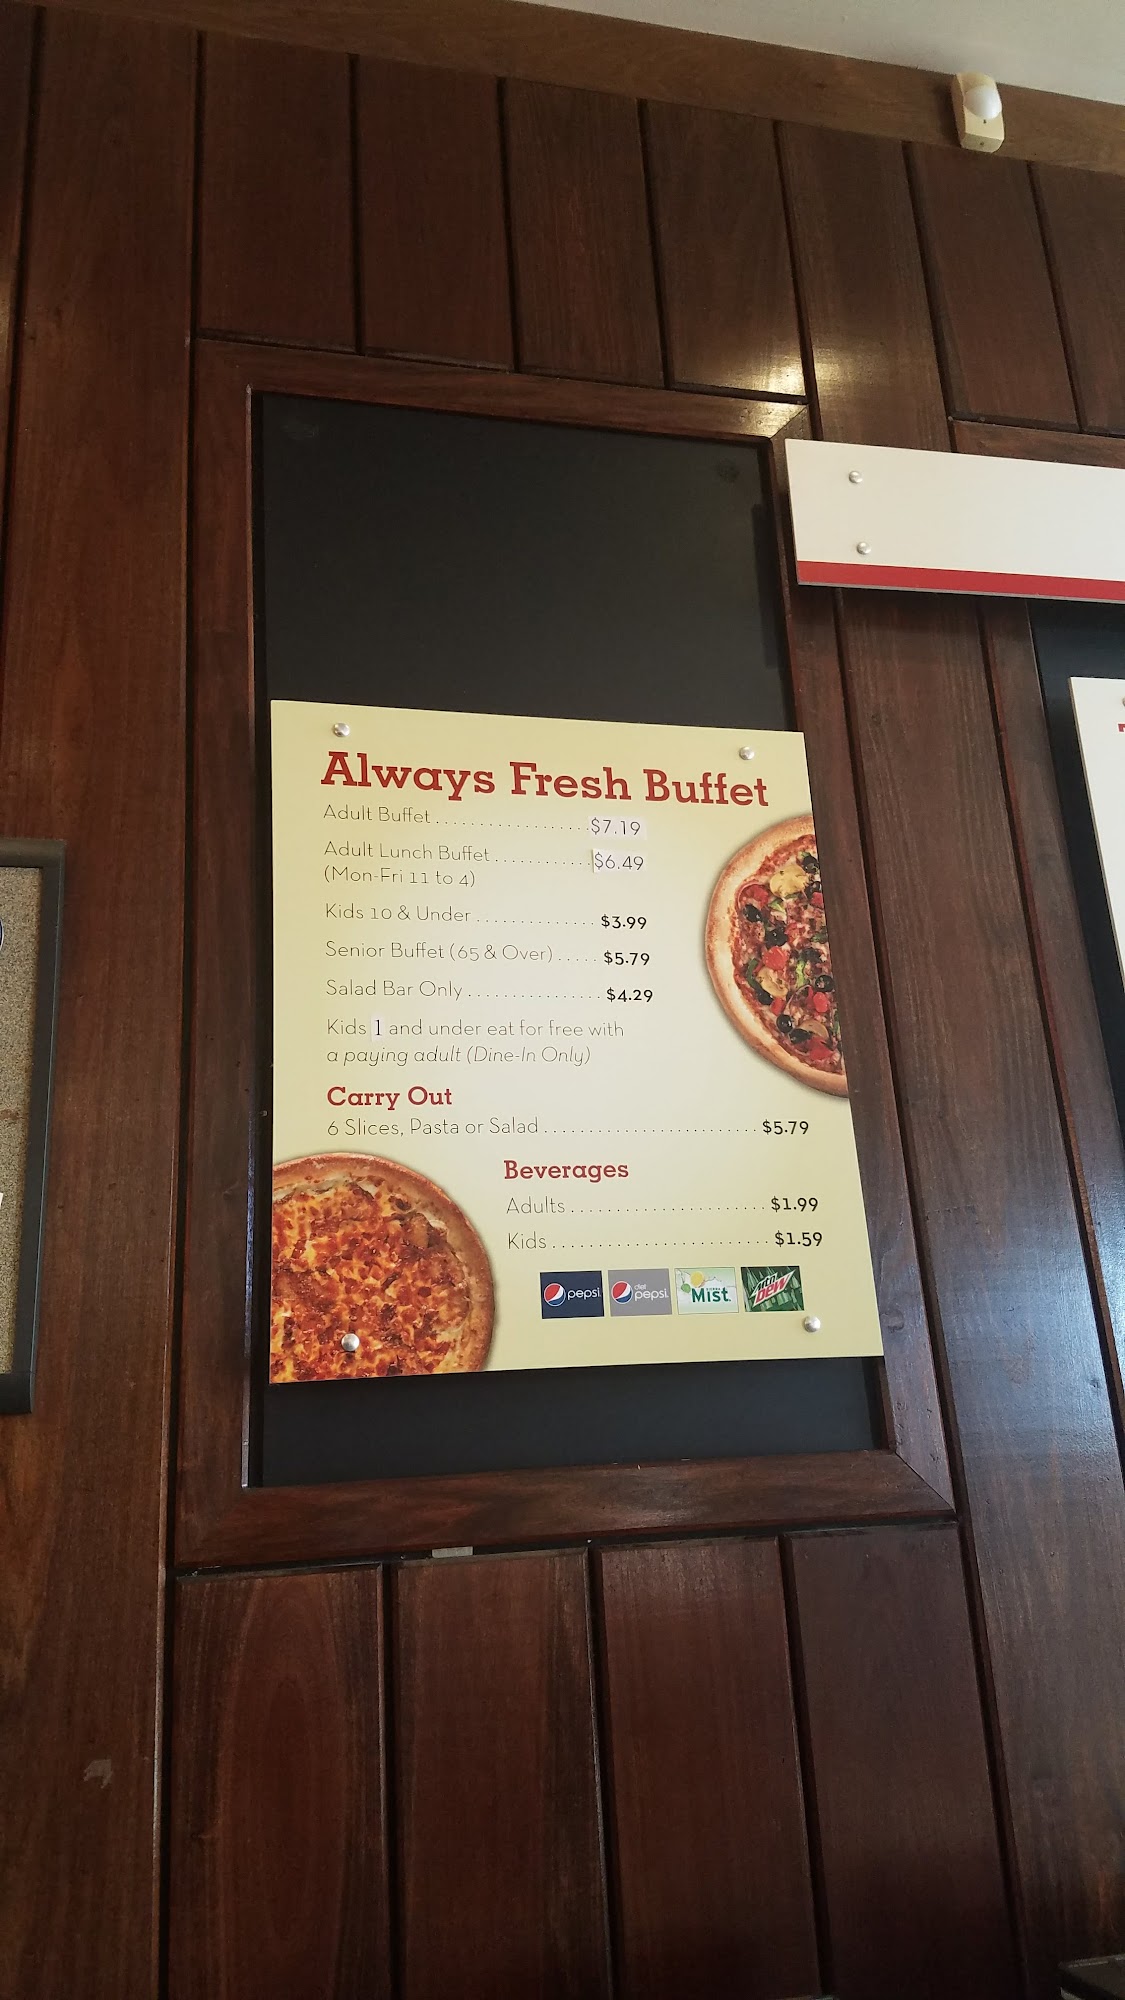 Always Fresh Buffet
Adult Buffet..................$7.19
Adult Lunch Buffet............$6.49
(Mon-Fri 11 to 4)
Kids 10 & Under..............$3.99
Senior Buffet (65 & Over).....$5.79
Salad Bar Only................$4.29
Kids 1 and under eat for free with
a paying adult (Dine-In Only)
Carry Out
6 Slices, Pasta or Salad........................$5.79
Beverages
Adults......................$1.99
Kids........................$1.59
pepsi diet pepsi Mist mtn DEW